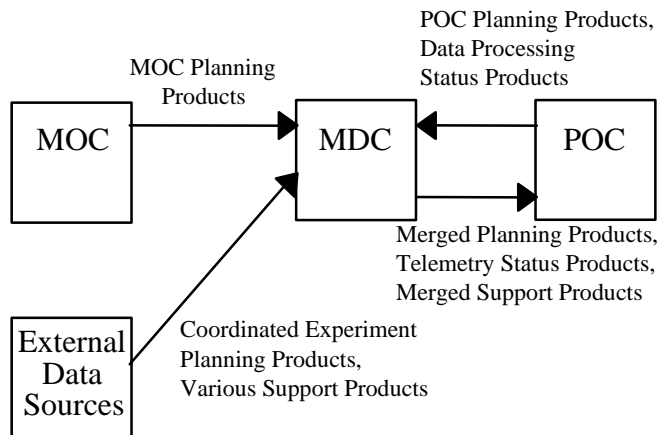 POC Planning Products,
Data Processing
Status Products
MOC Planning
Products
MOC
MDC
POC
Merged Planning Products,
Telemetry Status Products,
Merged Support Products
External
Data
Sources
Coordinated Experiment
Planning Products,
Various Support Products